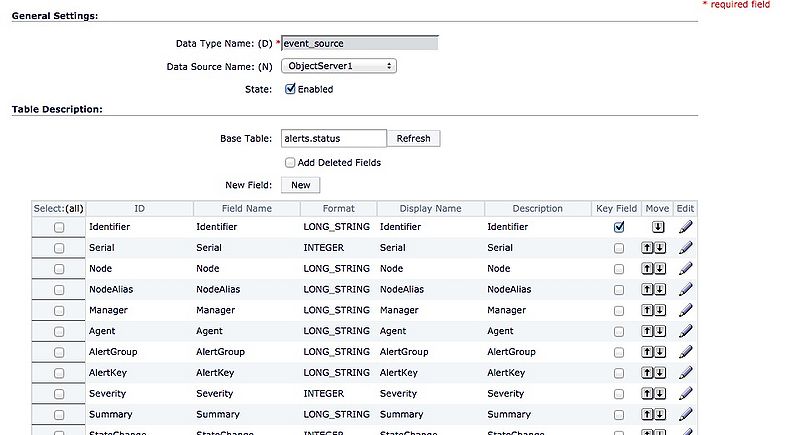 * required field
General Settings:
Data Type Name: (D) * event_source
Data Source Name: (N) ObjectServer1
State: Enabled
Table Description:
Base Table: alerts.status Refresh
Add Deleted Fields
New Field: New
Select:(all) ID Field Name Format Display Name Description Key Field Move Edit
Identifier Identifier LONG_STRING Identifier Identifier
Serial Serial INTEGER Serial Serial
Node Node LONG_STRING Node Node
NodeAlias NodeAlias LONG_STRING NodeAlias NodeAlias
Manager Manager LONG_STRING Manager Manager
Agent Agent LONG_STRING Agent Agent
AlertGroup AlertGroup LONG_STRING AlertGroup AlertGroup
AlertKey AlertKey LONG_STRING AlertKey AlertKey
Severity Severity INTEGER Severity Severity
Summary Summary LONG_STRING Summary Summary
StateChange StateChange INTEGER StateChange StateChange